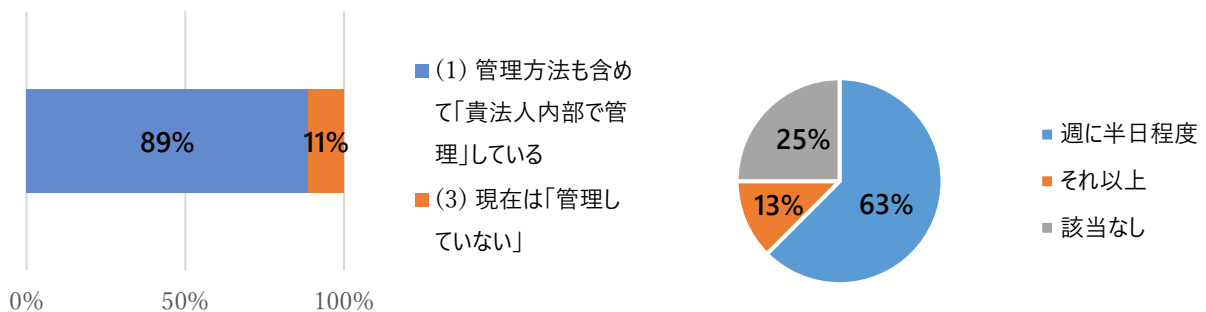 89%
11%
0%
50%
100%
(1) 管理方法も含め
て「貴法人内部で管
理」している
(3) 現在は「管理し
ていない」
63%
13%
25%
週に半日程度
それ以上
該当なし